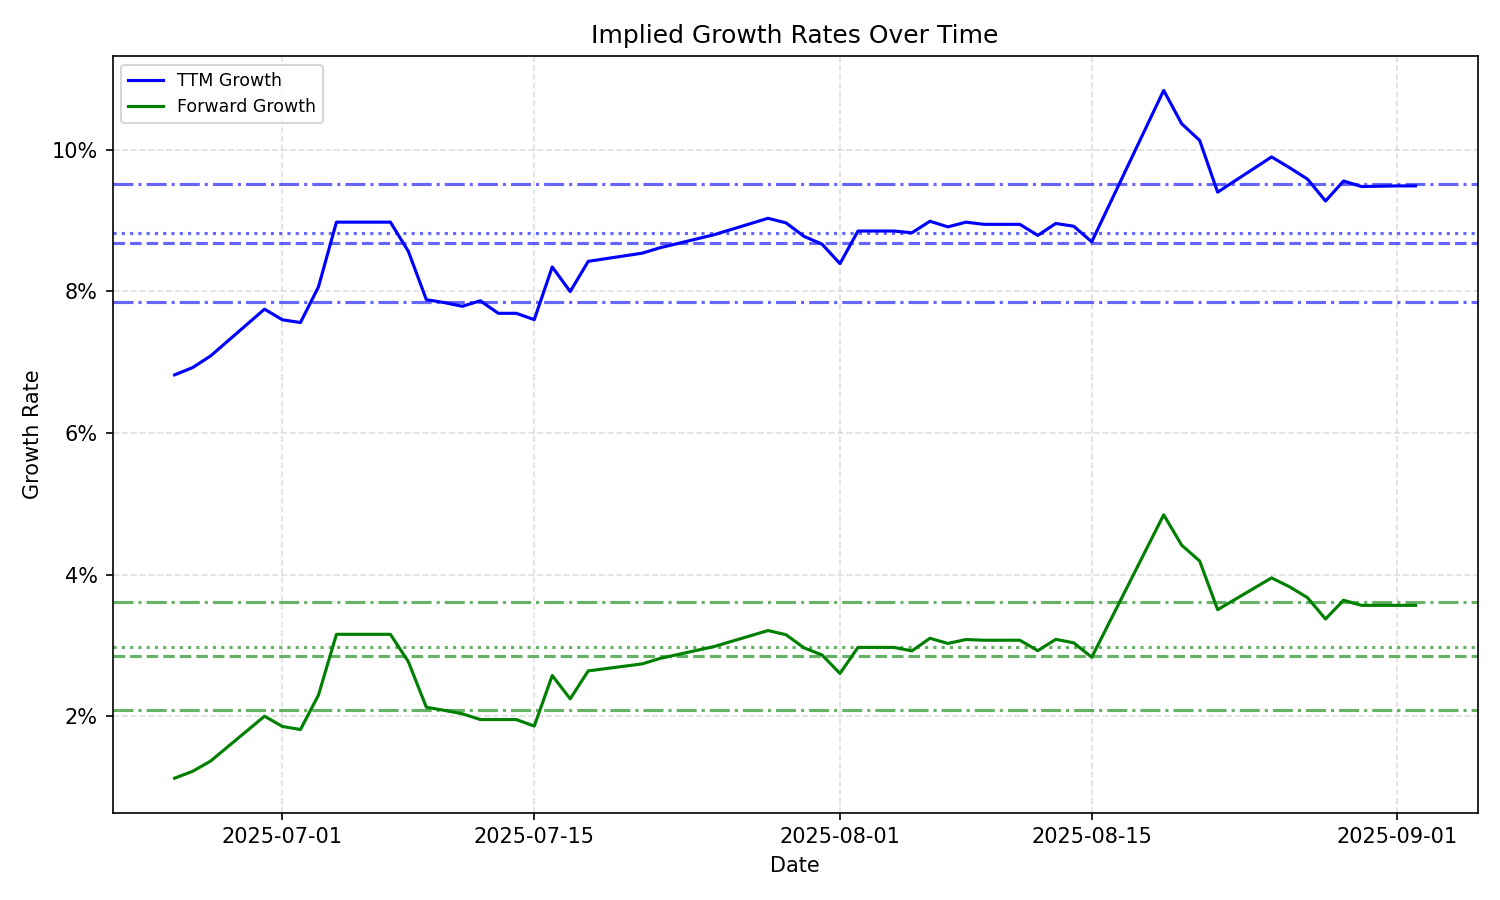 Implied Growth Rates Over Time
TTM Growth
Forward Growth
10%
8%
6%
4%
2%
Growth Rate
2025-07-01
2025-07-15
2025-08-01
2025-08-15
2025-09-01
Date